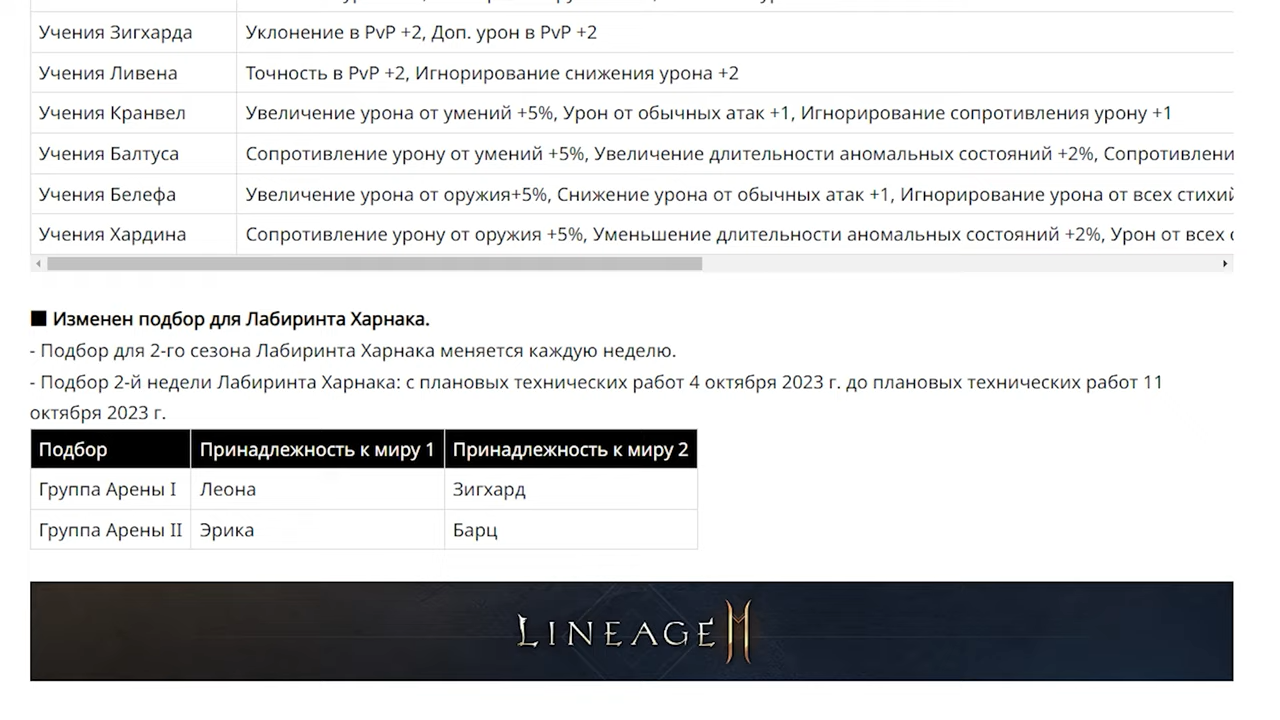 Учения Зигхарда Уклонение в PvP +2, Доп. урон в PvP +2
Учения Ливена Точность в PvP +2, Игнорирование снижения урона +2
Учения Кранвел Увеличение урона от умений +5%, Урон от обычных атак +1, Игнорирование сопротивления урону +1
Учения Балтуса Сопротивление урону от умений +5%, Увеличение длительности аномальных состояний +2%,
Учения Белефа Увеличение урона от оружия+5%, Снижение урона от обычных атак +1, Игнорирование урона от всех
Учения Хардина Сопротивление урону от оружия +5%, Уменьшение длительности аномальных состояний +2%, Урон от всех
■ Изменен подбор для Лабиринта Харнака.
- Подбор для 2-го сезона Лабиринта Харнака меняется каждую неделю.
- Подбор 2-й недели Лабиринта Харнака: с плановых технических работ 4 октября 2023 г. до плановых технических работ 11
октября 2023 г.
Подбор Принадлежность к миру 1 Принадлежность к миру 2
Группа Арены I Леона Зигхард
Группа Арены II Эрика Барц
LINEAGE M